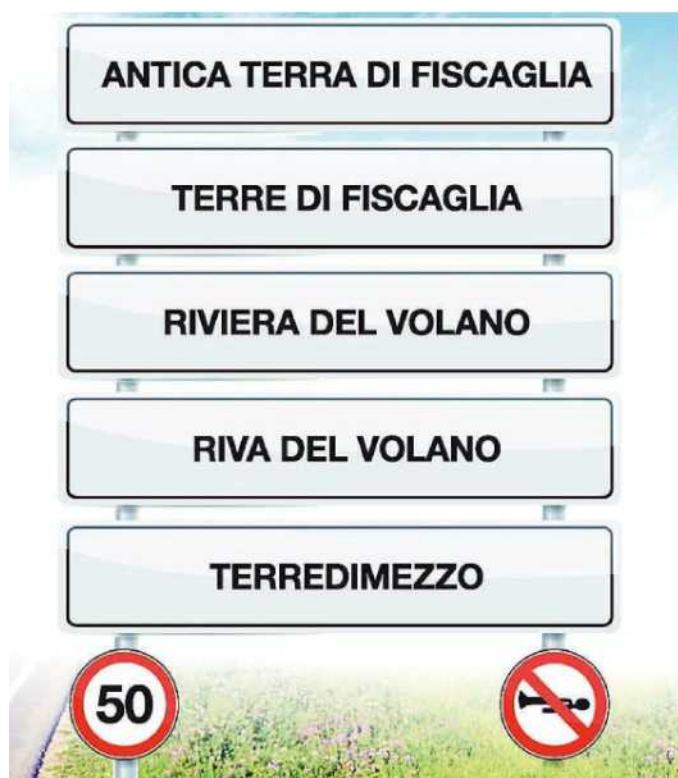 ANTICA TERRA DI FISCAGLIA
TERRE DI FISCAGLIA
RIVIERA DEL VOLANO
RIVA DEL VOLANO
TERREDIMEZZO
50